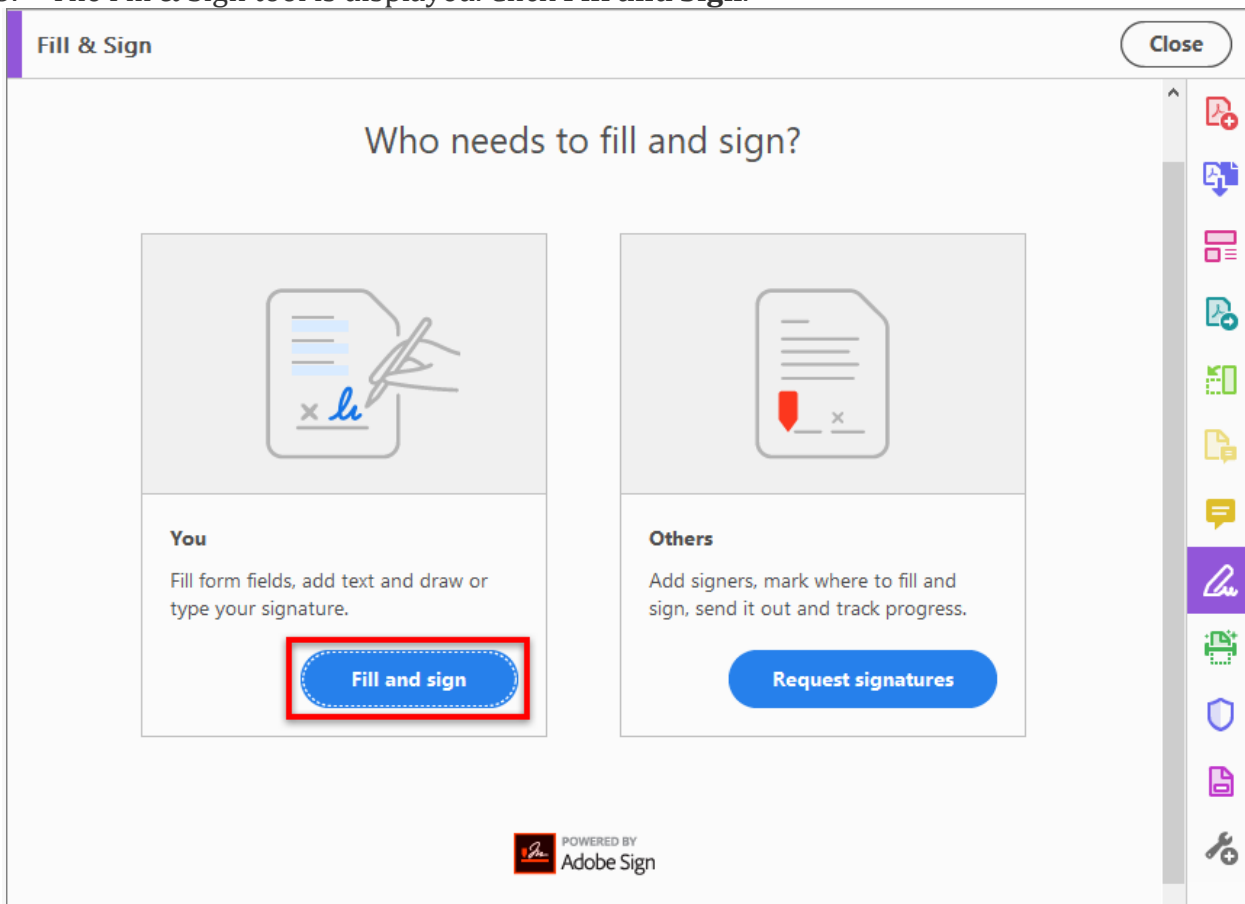 Fill & Sign
Close
Who needs to fill and sign?
You
Fill form fields, add text and draw or
type your signature.
Fill and sign
Others
Add signers, mark where to fill and
sign, send it out and track progress.
Request signatures
POWERED BY
Adobe Sign